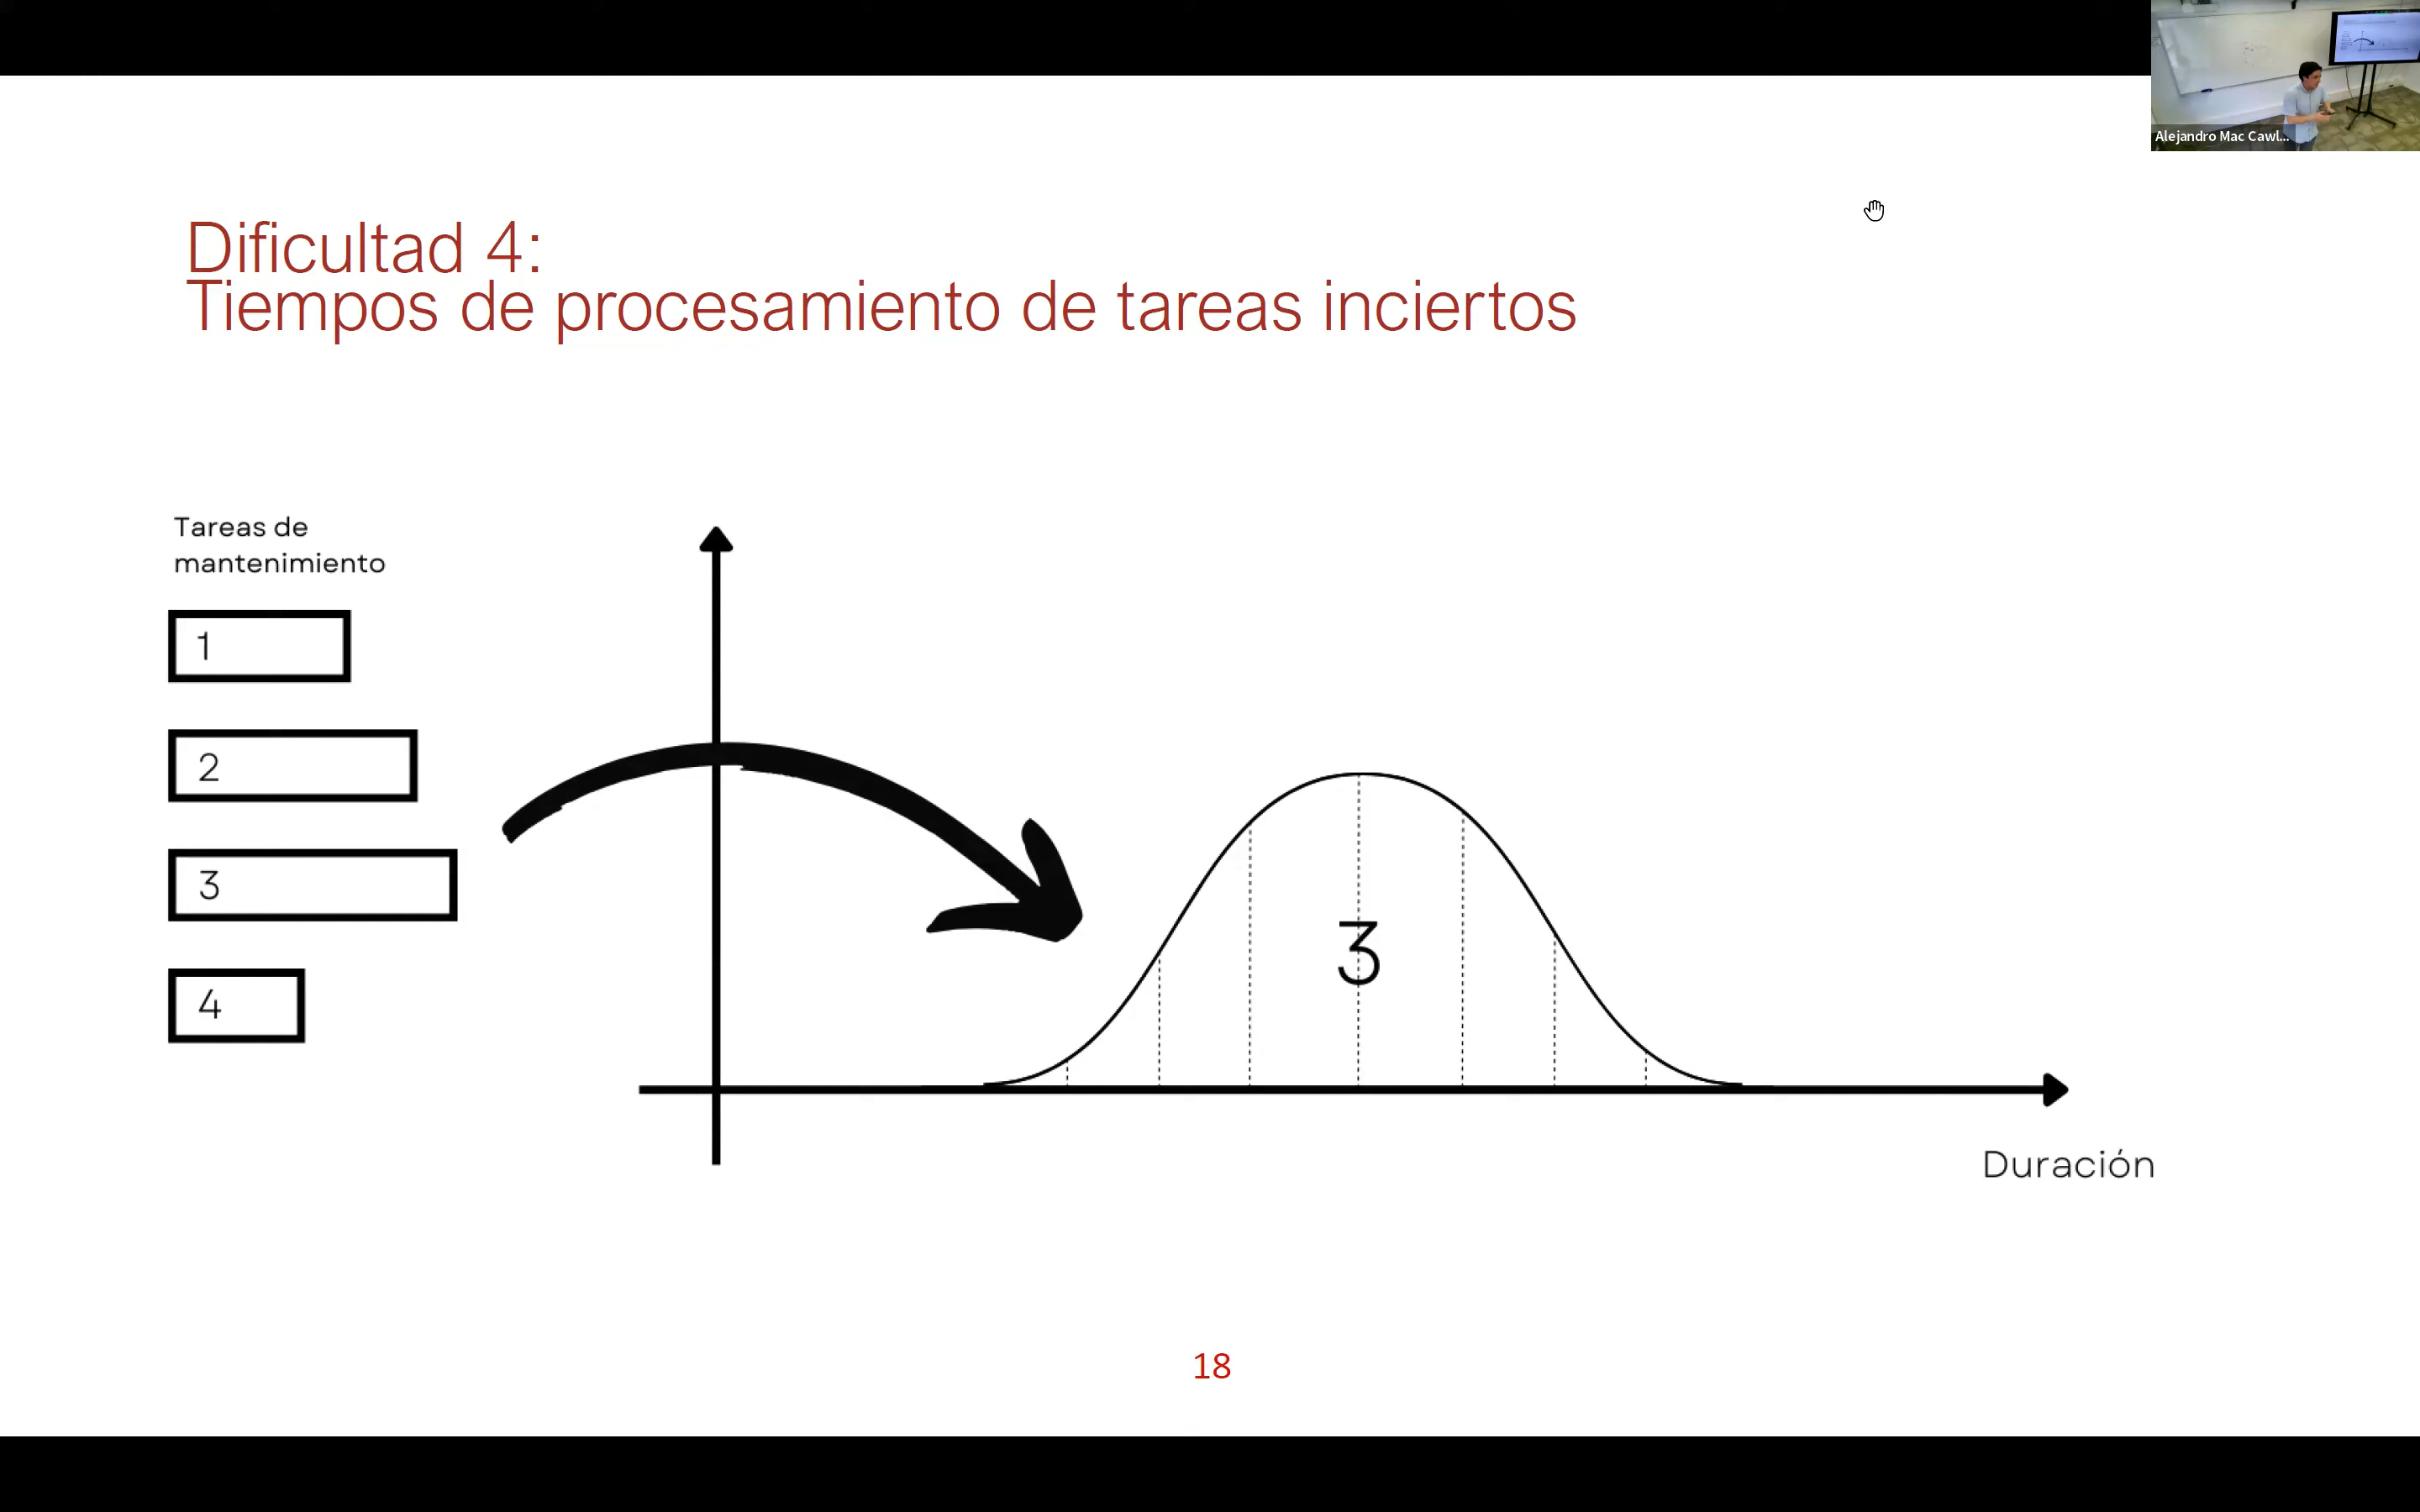 Alejandro Mac Cawl...
Dificultad 4:
Tiempos de procesamiento de tareas inciertos
Tareas de
mantenimiento
1
2
3
4
3
Duración
18